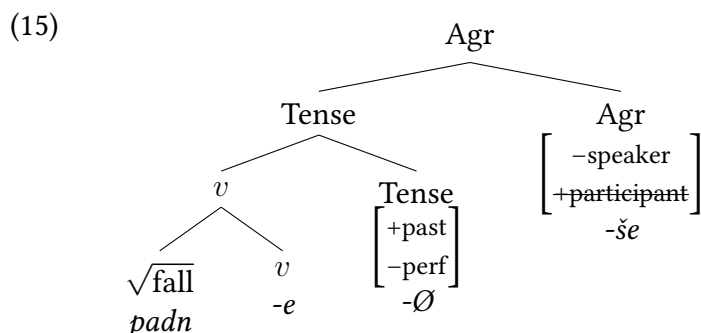 (15)
Agr
Tense Agr
−speaker
v Tense +participant
+past -še
−perf
√fall v -Ø
padn -e